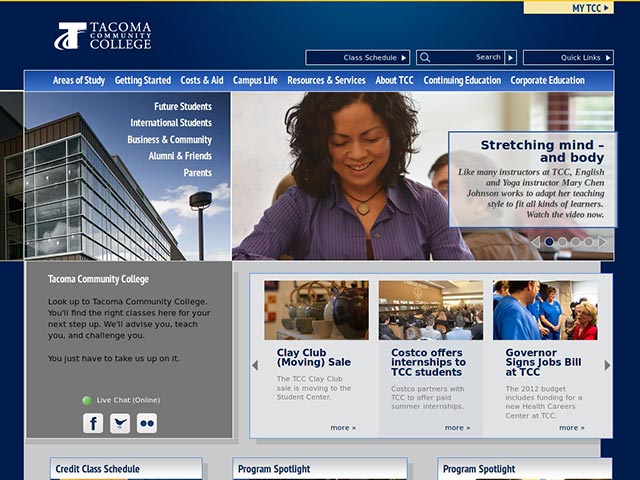 MY TCC
TACOMA
COMMUNITY
COLLEGE
Class Schedule
Search
Quick Links
Areas of Study
Getting Started
Costs & Aid
Campus Life
Resources & Services
About TCC
Continuing Education
Corporate Education
Future Students
International Students
Business & Community
Alumni & Friends
Parents
Stretching mind –
and body
Like many instructors at TCC, English
and Yoga instructor Mary Chen
Johnson works to adapt her teaching
style to fit all kinds of learners.
Watch the video now.
Tacoma Community College
Look up to Tacoma Community College.
You'll find the right classes here for your
next step up. We'll advise you, teach
you, and challenge you.
You just have to take us up on it.
Live Chat (Online)
f
Clay Club
(Moving) Sale
The TCC Clay Club
sale is moving to the
Student Center.
more »
Costco offers
internships to
TCC students
Costco partners with
TCC to offer paid
summer internships.
more »
Governor
Signs Jobs Bill
at TCC
The 2012 budget
includes funding for a
new Health Careers
Center at TCC.
more »
Credit Class Schedule
Program Spotlight
Program Spotlight